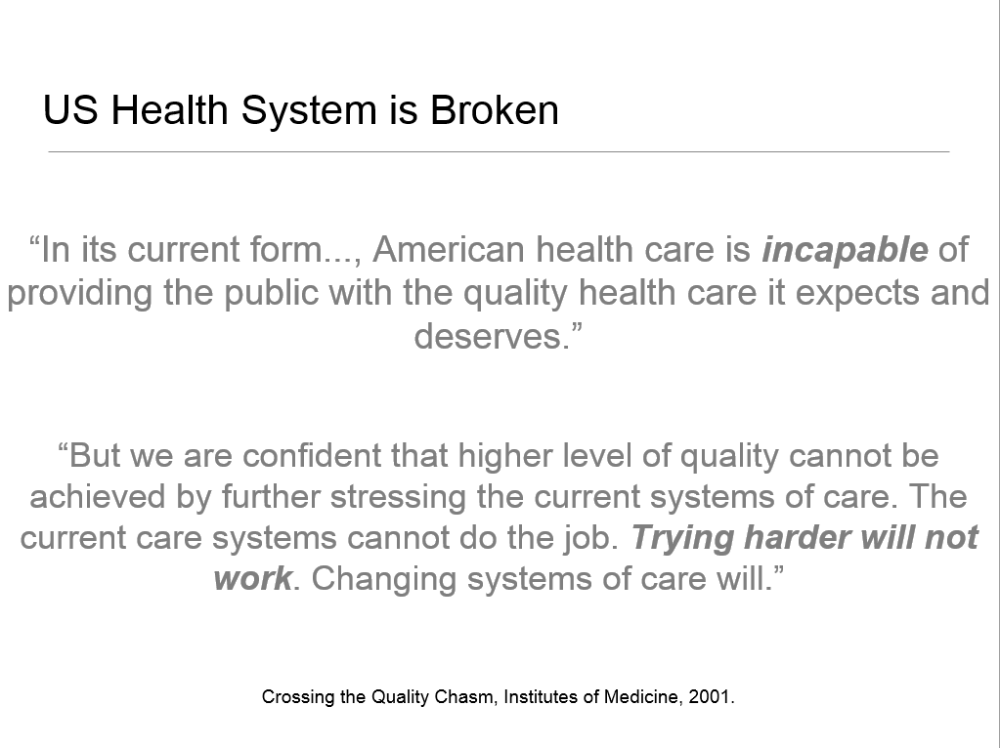 US Health System is Broken
“In its current form..., American health care is incapable of
providing the public with the quality health care it expects and
deserves.”
“But we are confident that higher level of quality cannot be
achieved by further stressing the current systems of care. The
current care systems cannot do the job. Trying harder will not
work. Changing systems of care will.”
Crossing the Quality Chasm, Institutes of Medicine, 2001.